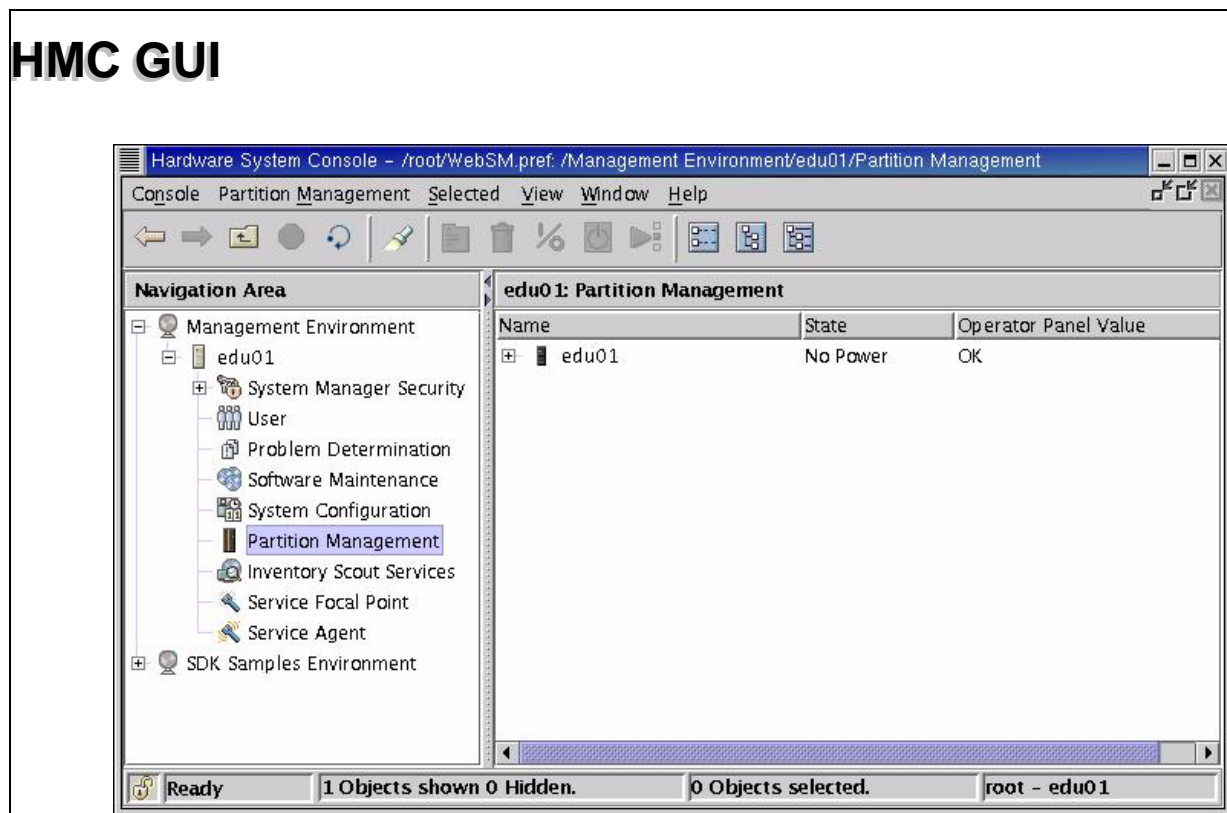 HMC GUI
Hardware System Console - /root/WebSM.pref: /Management Environment/edu01/Partition Management
Console Partition Management Selected View Window Help
Navigation Area
Management Environment
edu01
System Manager Security
User
Problem Determination
Software Maintenance
System Configuration
Partition Management
Inventory Scout Services
Service Focal Point
Service Agent
SDK Samples Environment
edu01: Partition Management
Name State Operator Panel Value
edu01 No Power OK
Ready 1 Objects shown 0 Hidden. 0 Objects selected. root - edu01